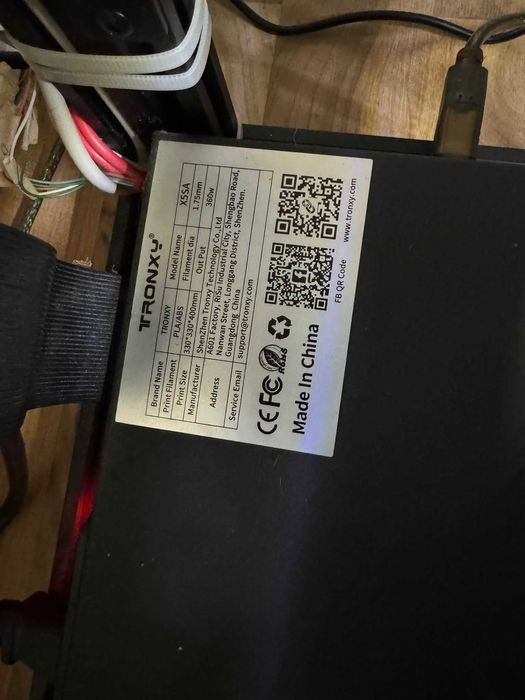 TRONXY®
Brand Name TRONXY Model Name X5SA
Print Filament PLA/ABS Filament dia 1.75mm
Print Size 330*330*400mm Out Put 360w
Manufacturer ShenZhen Tronxy Technology Co.,Ltd
Address A601 Factory, RiSu Industrial City, Shengbao Road,
Nanwan Street, Longgang District, ShenZhen.
Guangdong China
Service Email support@tronxy.com
CE FC RoHS
Made In China
FB QR Code www.tronxy.com